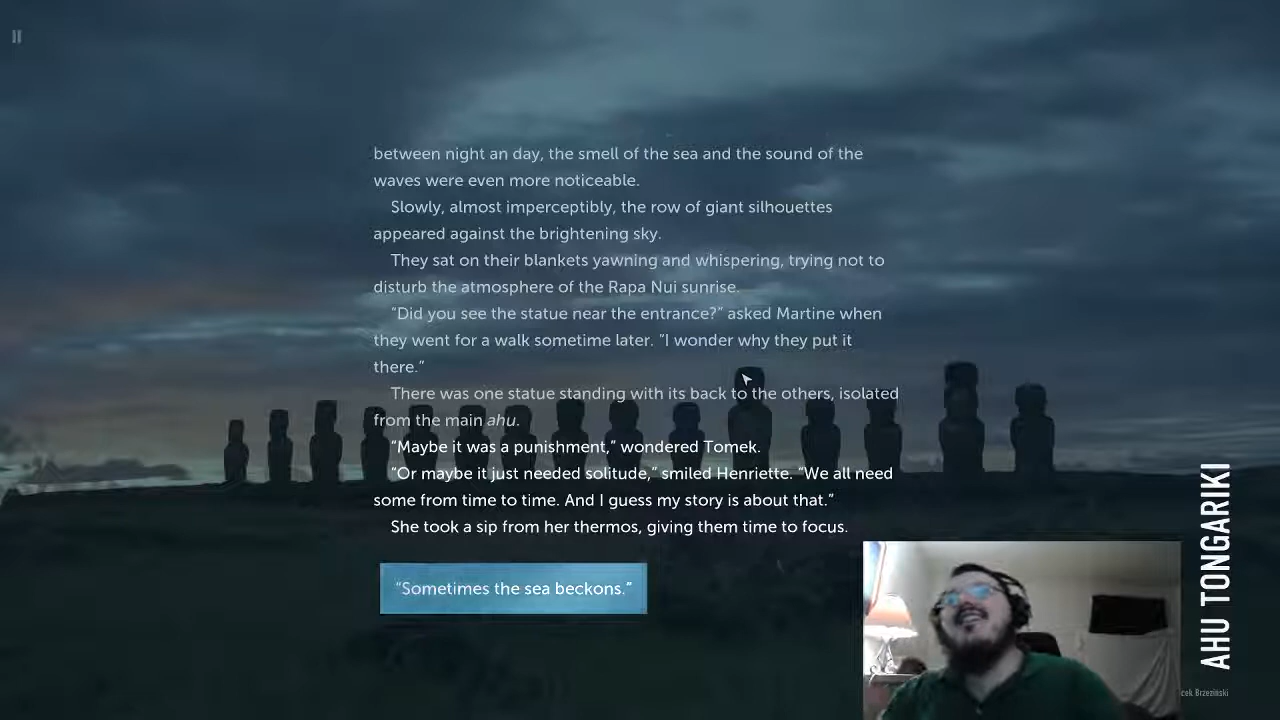 between night an day, the smell of the sea and the sound of the
waves were even more noticeable.
Slowly, almost imperceptibly, the row of giant silhouettes
appeared against the brightening sky.
They sat on their blankets yawning and whispering, trying not to
disturb the atmosphere of the Rapa Nui sunrise.
“Did you see the statue near the entrance?” asked Martine when
they went for a walk sometime later. “I wonder why they put it
there.”
There was one statue standing with its back to the others, isolated
from the main ahu.
“Maybe it was a punishment,” wondered Tomek.
“Or maybe it just needed solitude,” smiled Henriette. “We all need
some from time to time. And I guess my story is about that.”
She took a sip from her thermos, giving them time to focus.
“Sometimes the sea beckons.”
AHU TONGARIKI
Brzeziński